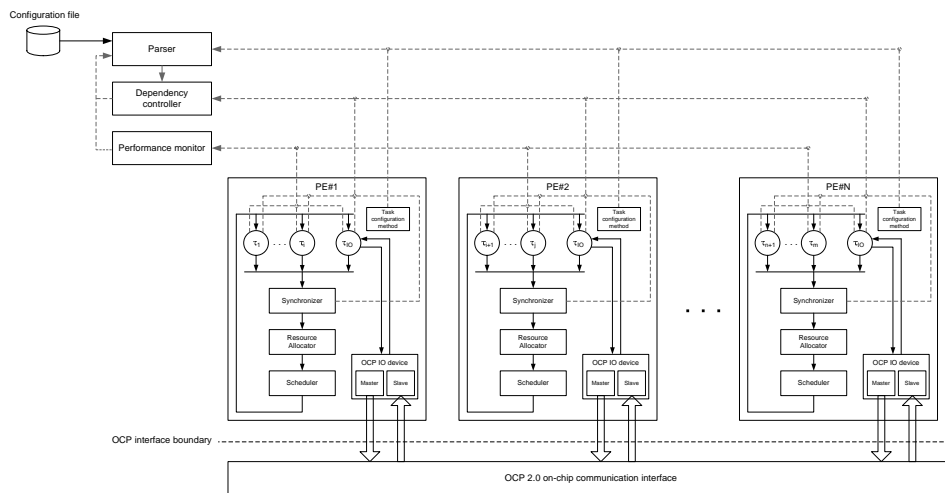 Configuration file
Parser
Dependency
controller
Performance monitor
PE#1
PE#2
PE#N
Task
configuration
method
Task
configuration
method
Task
configuration
method
τ1 . . . τi τIO
τi+1 . . . τj τIO
τn+1 . . . τm τIO
Synchronizer
Synchronizer
Synchronizer
. . .
Resource
Allocator
Resource
Allocator
Resource
Allocator
OCP IO device
OCP IO device
OCP IO device
Scheduler
Master
Slave
Scheduler
Master
Slave
Scheduler
Master
Slave
OCP interface boundary
OCP 2.0 on-chip communication interface